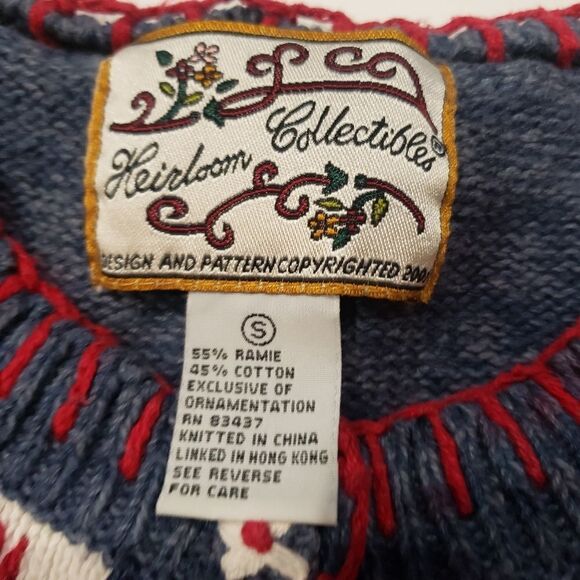 Heirloom Collectibles®
DESIGN AND PATTERN COPYRIGHTED
S
55% RAMIE
45% COTTON
EXCLUSIVE OF
ORNAMENTATION
RN 83437
KNITTED IN CHINA
LINKED IN HONG KONG
SEE REVERSE
FOR CARE